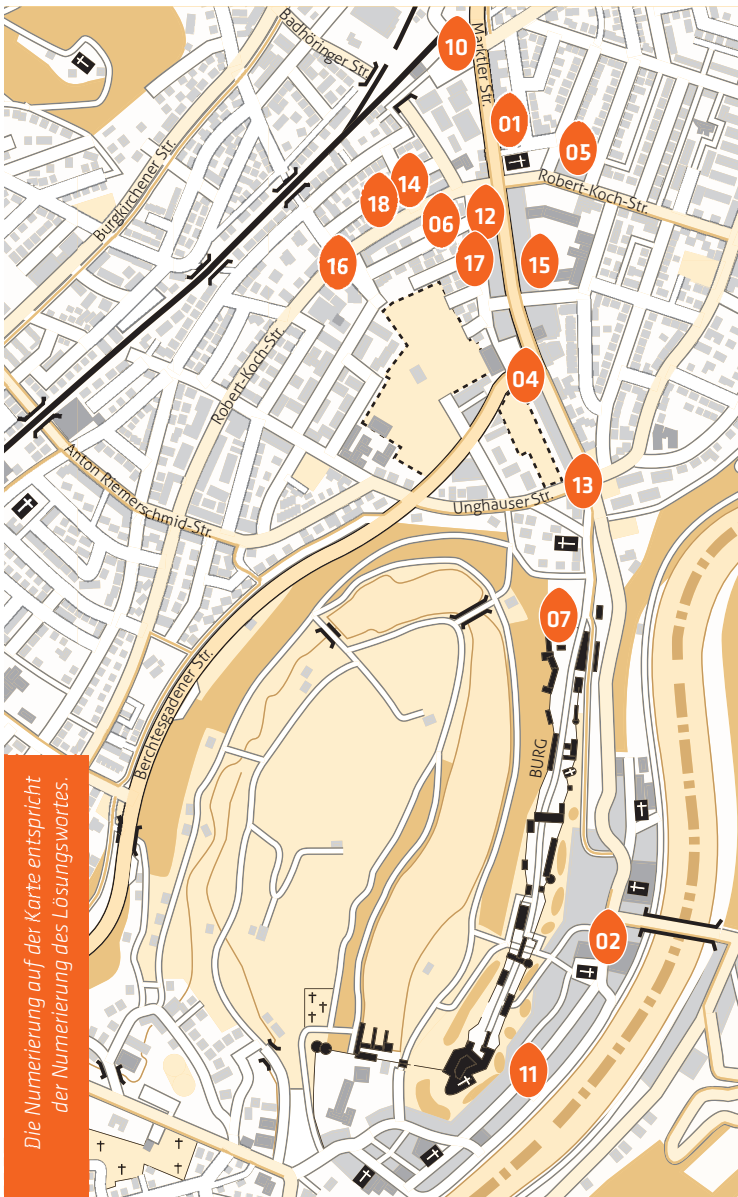 10
Badhöringer Str.
Marktler Str.
01
05
Burgkirchener Str.
14
18
Robert-Koch-Str.
12
06
17
15
16
Robert-Koch-Str.
04
Anton Riemerschmid-Str.
13
Unghauser Str.
07
Berchtesgadener Str.
BURG
02
11
Die Numerierung auf der Karte entspricht
der Numerierung des Lösungswortes.